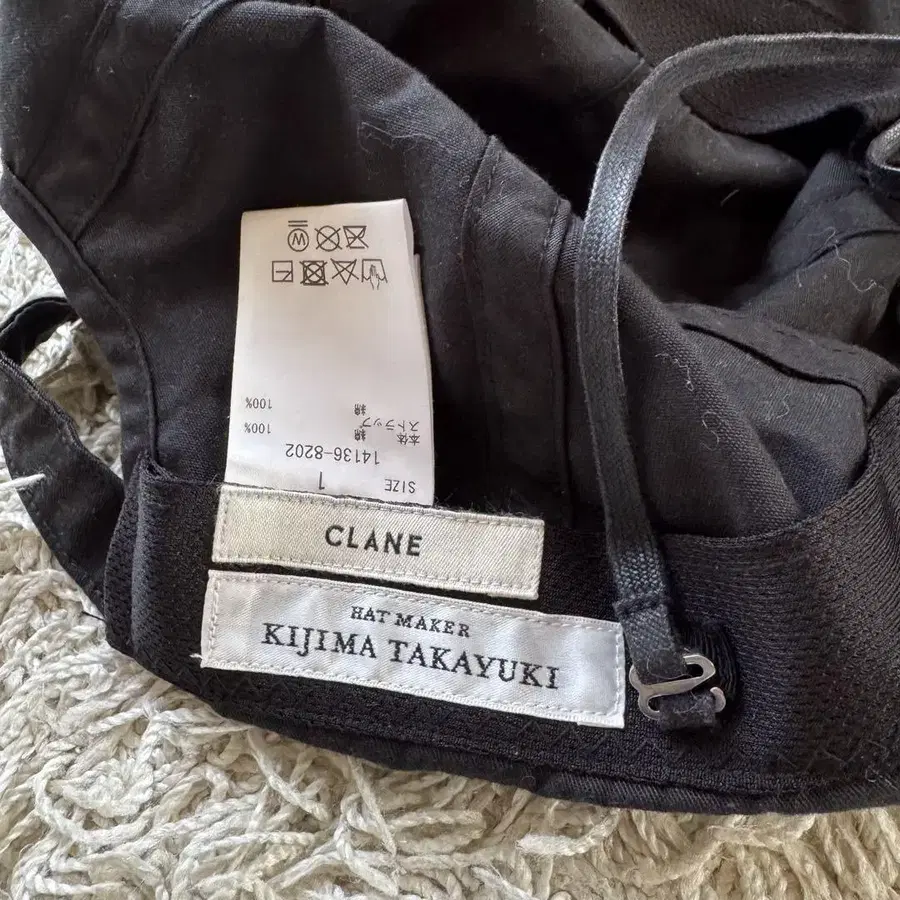 SIZE 1
14136-8202
本体 綿 100%
ストラップ 綿 100%
CLANE
HAT MAKER
KIJIMA TAKAYUKI